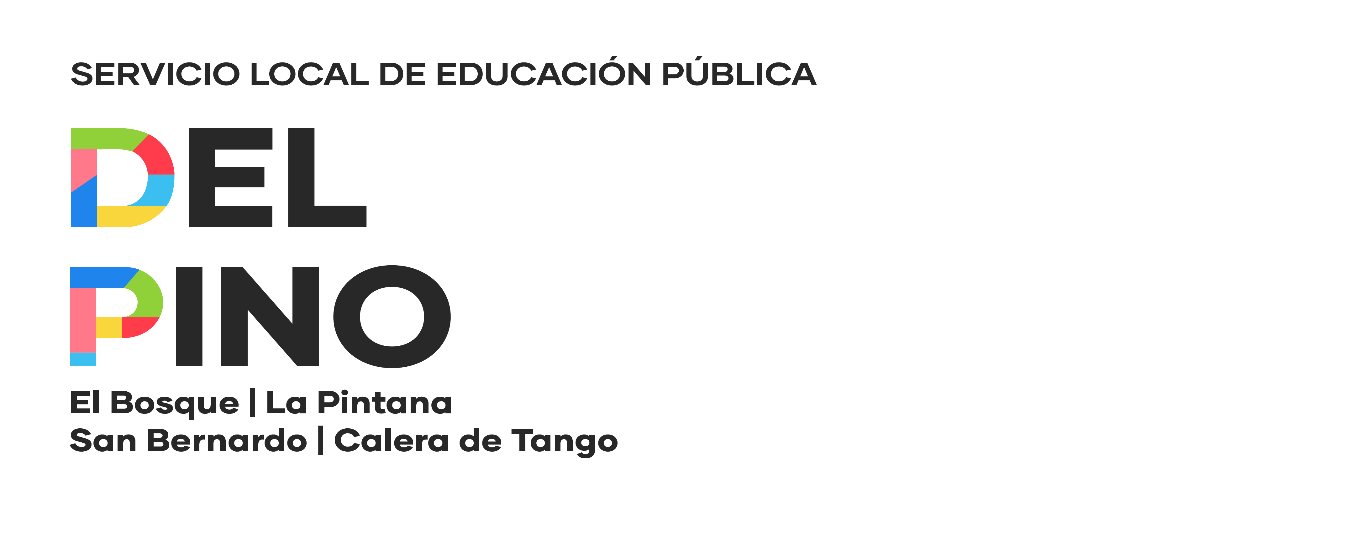 SERVICIO LOCAL DE EDUCACIÓN PÚBLICA
DEL
PINO
El Bosque | La Pintana
San Bernardo | Calera de Tango